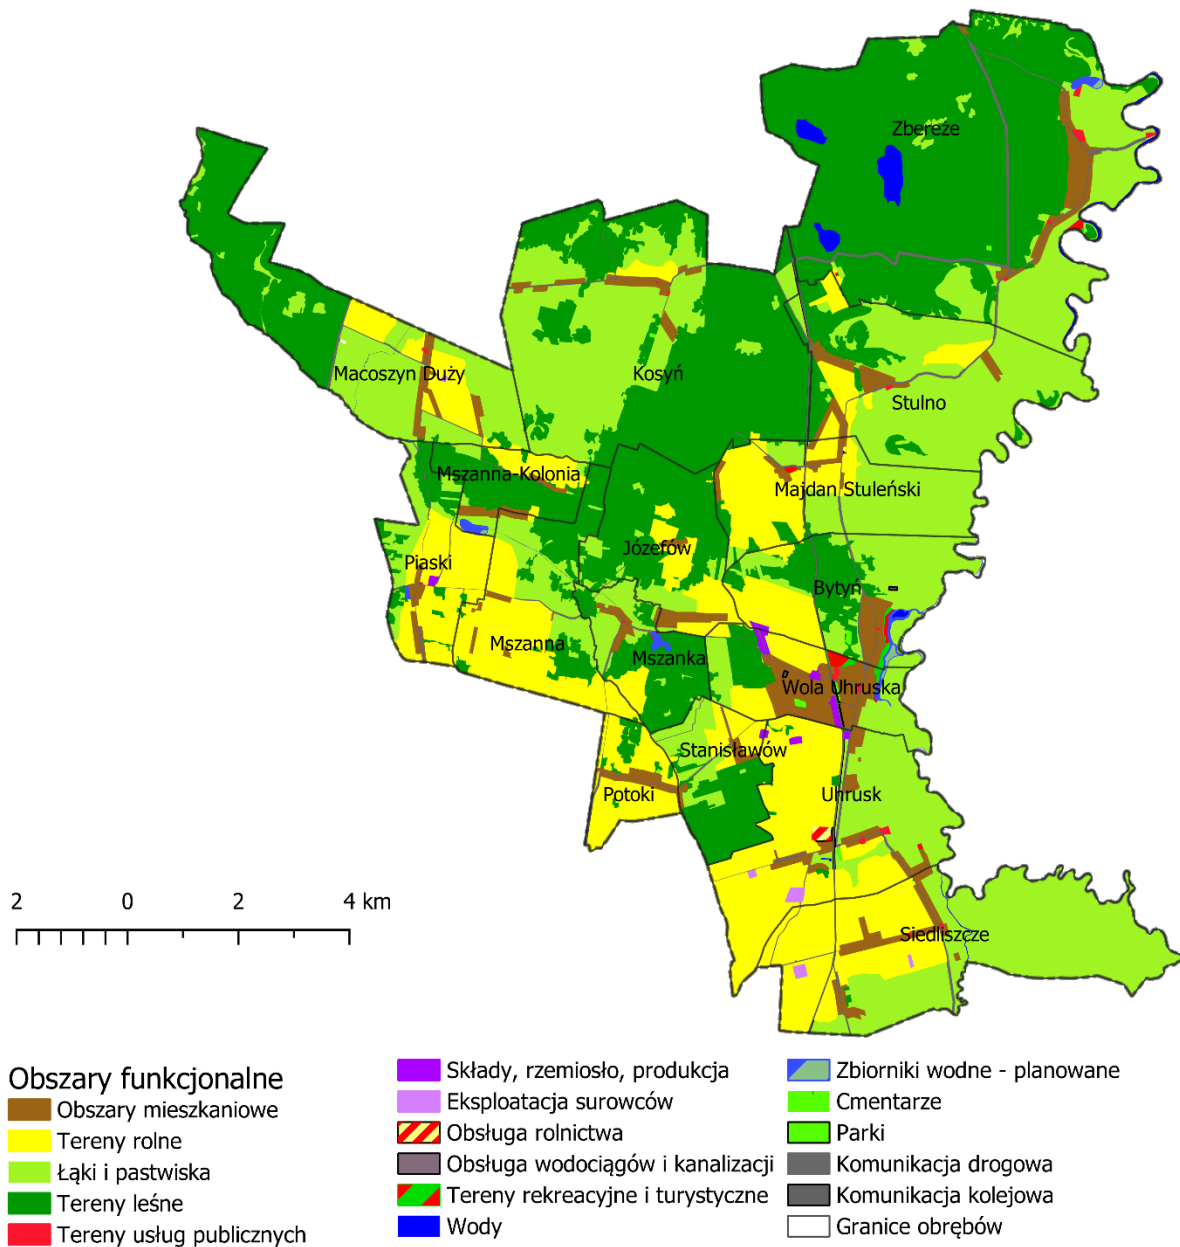 Zbereże
Macoszyn Duży
Kosyń
Stulno
Mszanna-Kolonia
Majdan Stuleński
Józefów
Piaski
Bytyń
Mszanna
Mszanka
Wola Uhruska
Stanisławów
Potoki
Uhrusk
Siedliszcze
2 0 2 4 km
Obszary funkcjonalne
Obszary mieszkaniowe
Tereny rolne
Łąki i pastwiska
Tereny leśne
Tereny usług publicznych
Składy, rzemiosło, produkcja
Eksploatacja surowców
Obsługa rolnictwa
Obsługa wodociągów i kanalizacji
Tereny rekreacyjne i turystyczne
Wody
Zbiorniki wodne - planowane
Cmentarze
Parki
Komunikacja drogowa
Komunikacja kolejowa
Granice obrębów